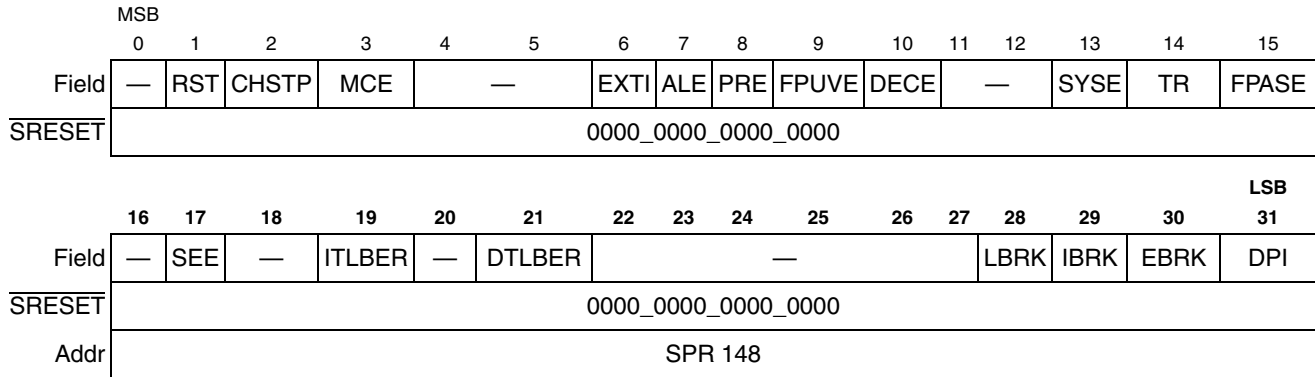 MSB
0 1 2 3 4 5 6 7 8 9 10 11 12 13 14 15
Field — RST CHSTP MCE — EXTI ALE PRE FPUVE DECE — SYSE TR FPASE
SRESET 0000_0000_0000_0000
LSB
16 17 18 19 20 21 22 23 24 25 26 27 28 29 30 31
Field — SEE — ITLBER — DTLBER — LBRK IBRK EBRK DPI
SRESET 0000_0000_0000_0000
Addr SPR 148